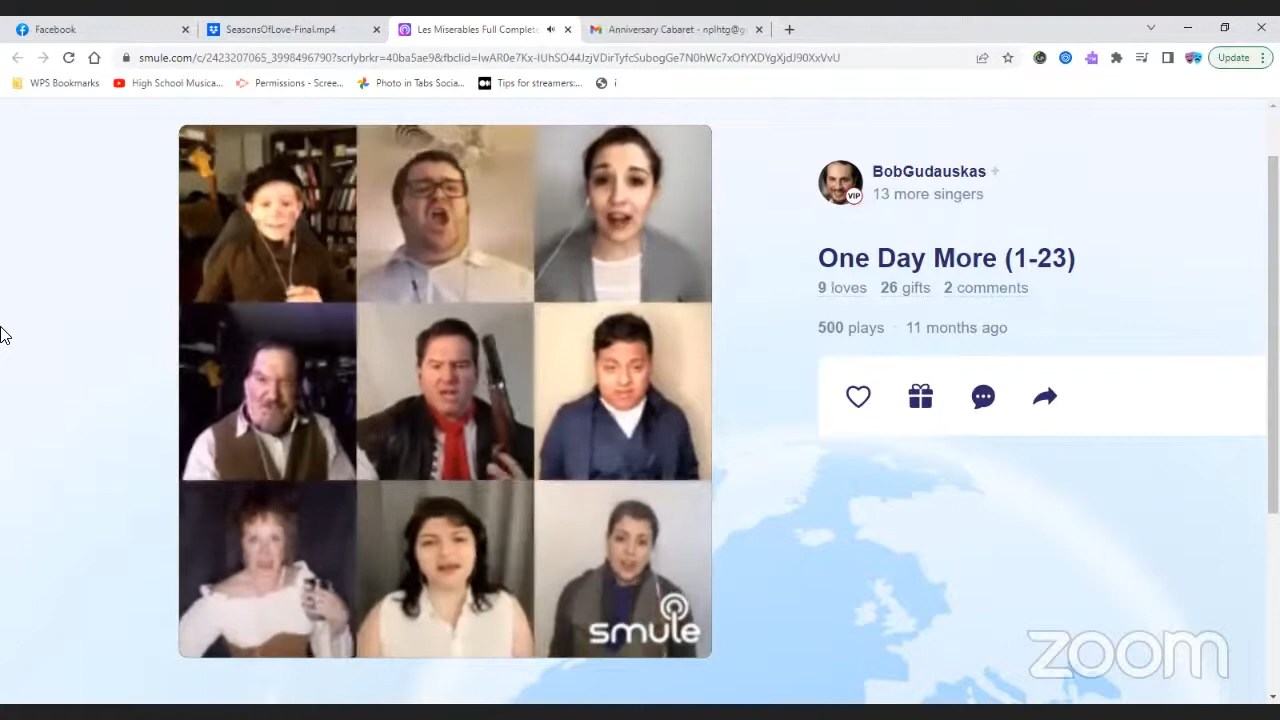 Facebook
SeasonsOfLove-Final.mp4
Les Miserables Full Complete
Anniversary Cabaret - nplhtg@g
Update
WPS Bookmarks
High School Musica...
Permissions - Scree...
Photo in Tabs Socia...
Tips for streamers:...
i
BobGudauskas
VIP
13 more singers
One Day More (1-23)
9 loves 26 gifts 2 comments
500 plays · 11 months ago
smule
zoom